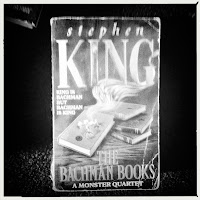 stephen
KING
KING IS
BACHMAN
BUT
BACHMAN
IS KING
THE
BACHMAN BOOKS
A MONSTER QUARTET